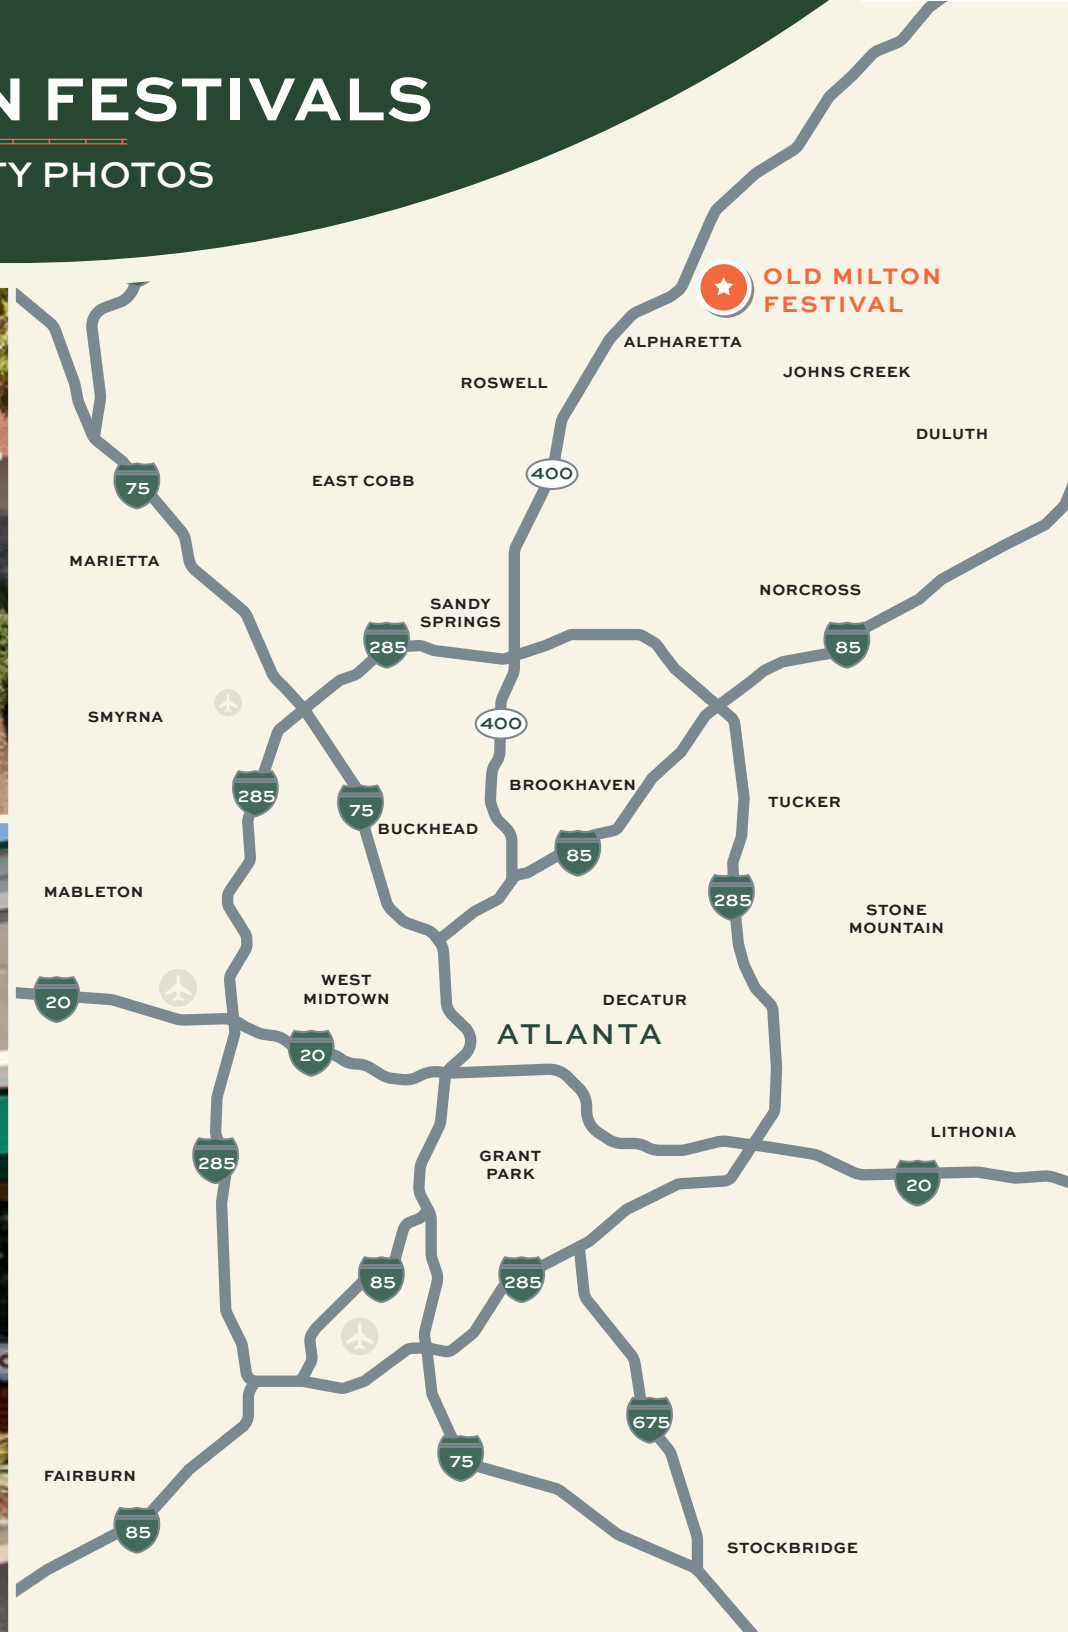 N FESTIVALS
TY PHOTOS
OLD MILTON
FESTIVAL
ALPHARETTA
JOHNS CREEK
ROSWELL
DULUTH
400
EAST COBB
75
MARIETTA
NORCROSS
SANDY
SPRINGS
285
85
SMYRNA
400
BROOKHAVEN
285
75
TUCKER
BUCKHEAD
85
MABLETON
285
STONE
MOUNTAIN
WEST
MIDTOWN
20
DECATUR
ATLANTA
20
LITHONIA
285
GRANT
PARK
20
85
285
675
75
FAIRBURN
85
STOCKBRIDGE